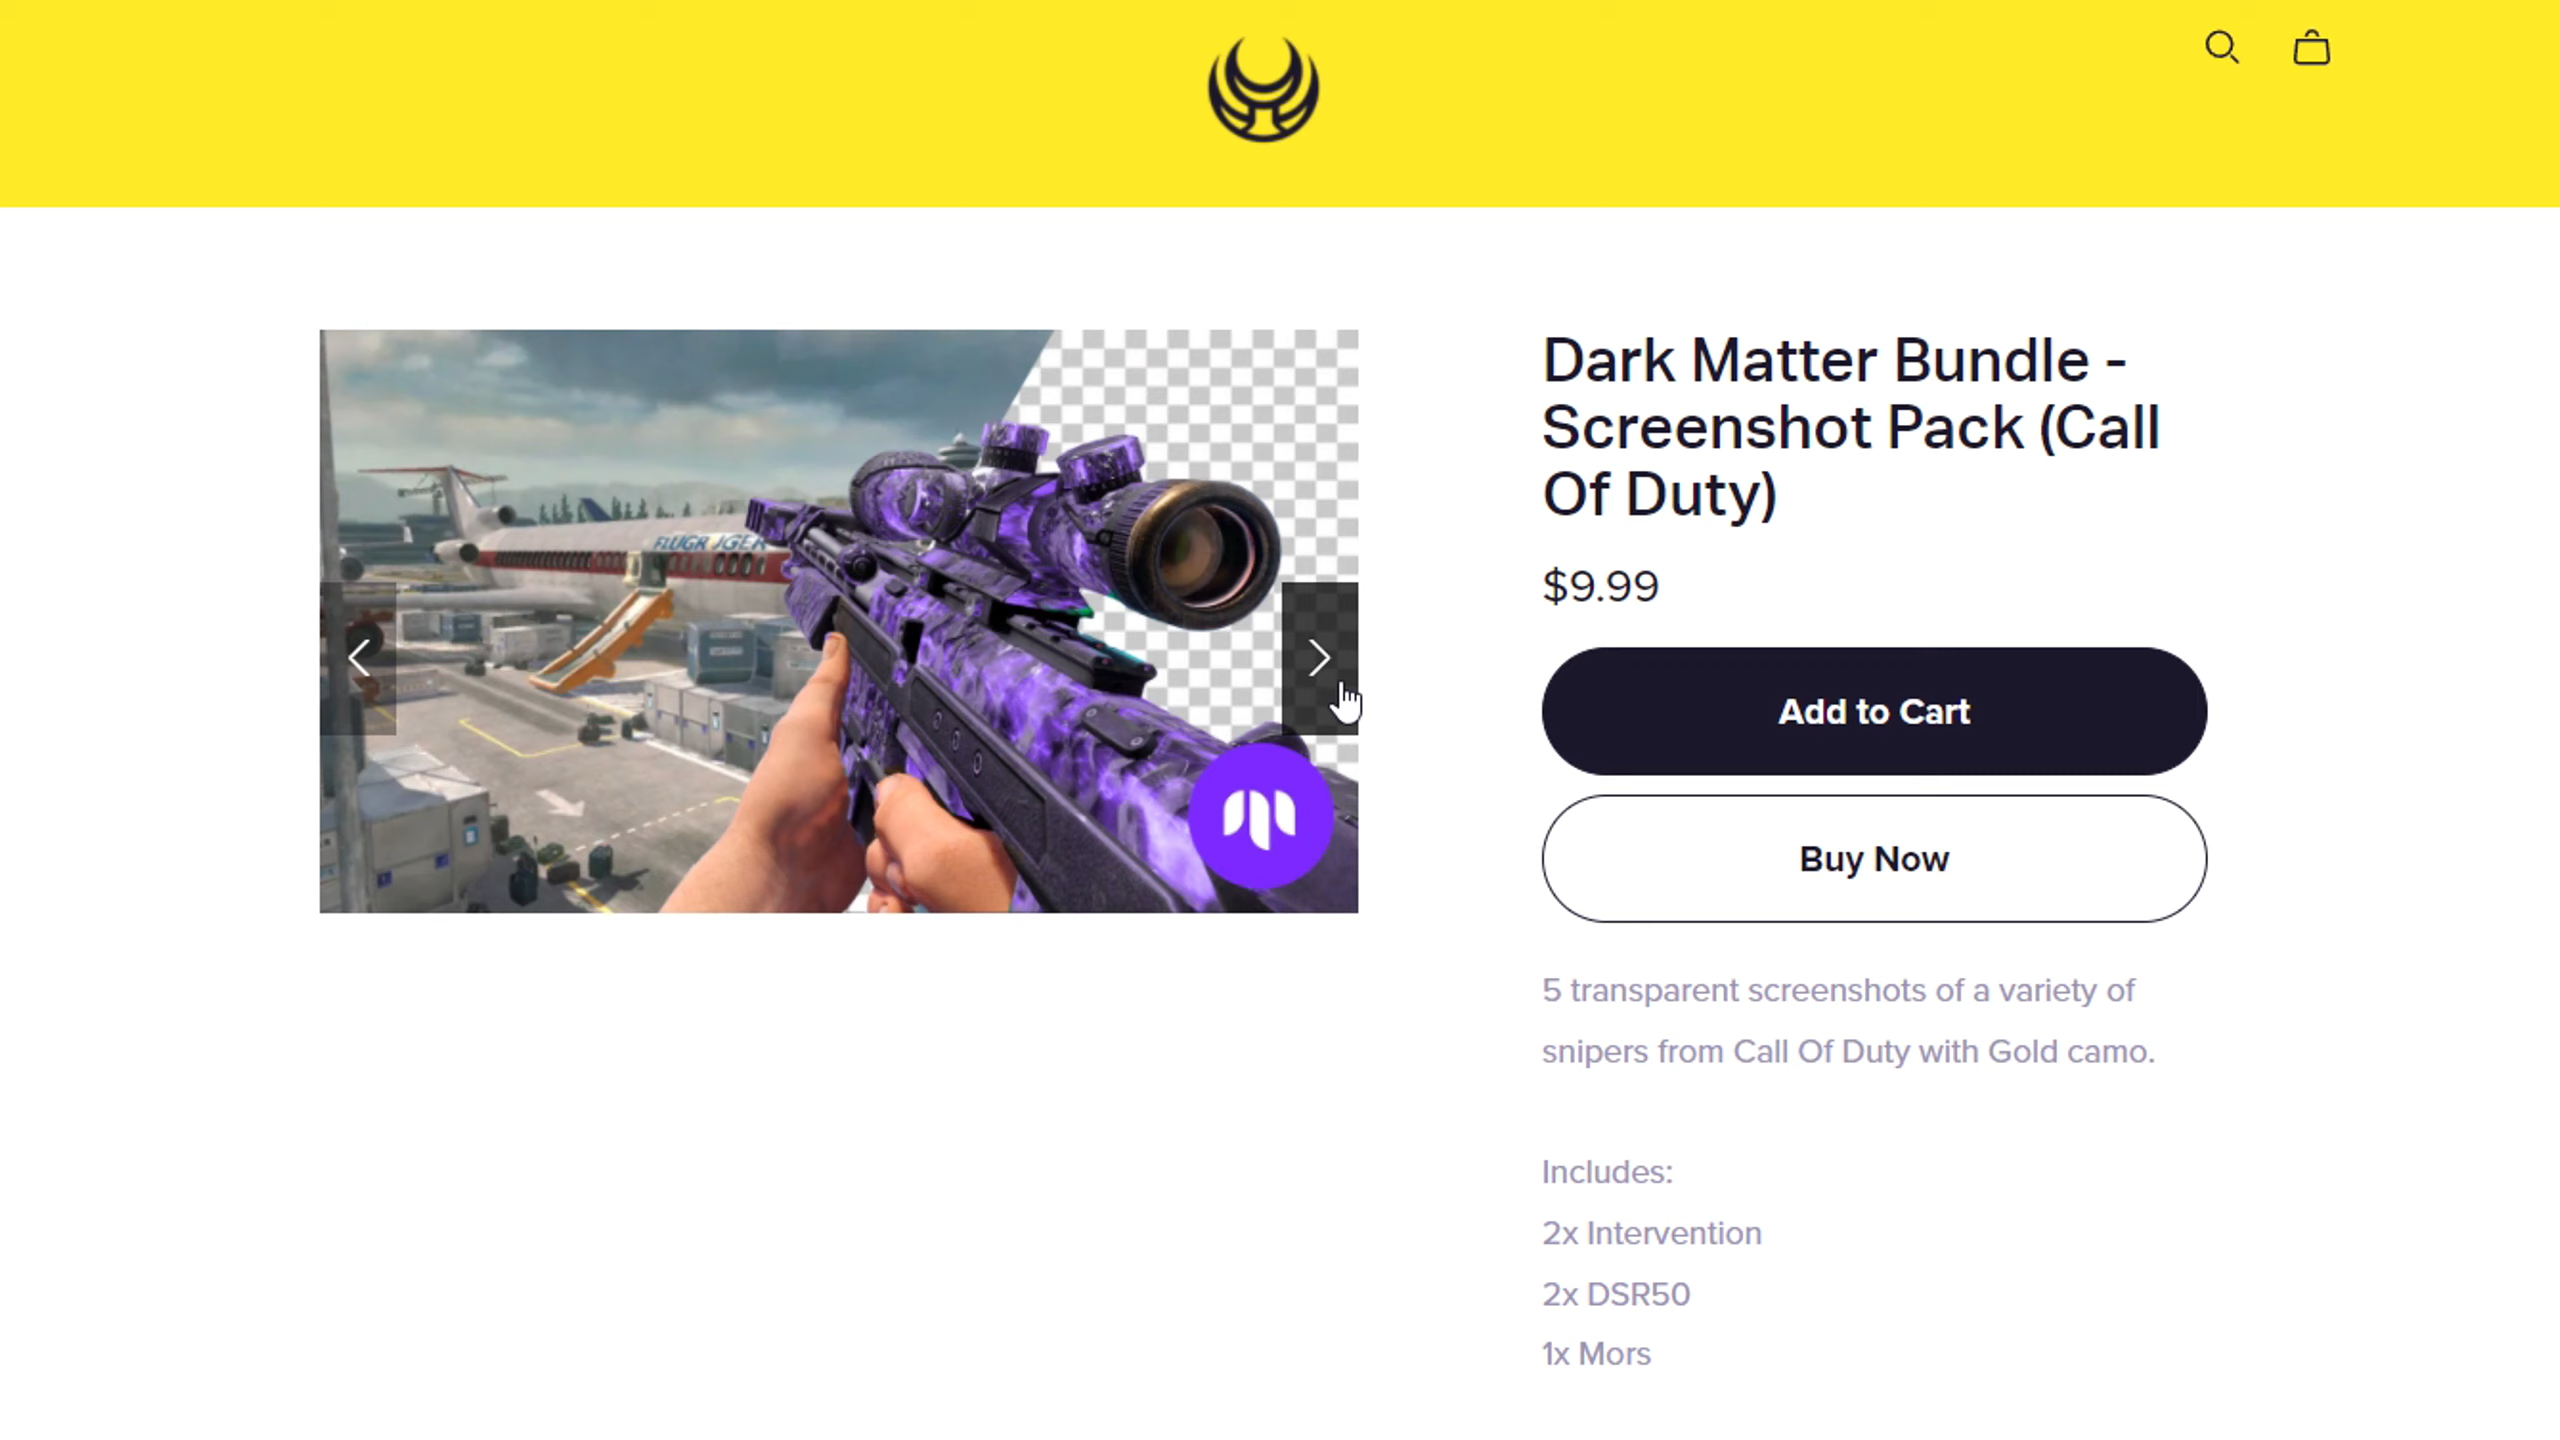 Dark Matter Bundle -
Screenshot Pack (Call
Of Duty)
$9.99
Add to Cart
Buy Now
5 transparent screenshots of a variety of
snipers from Call Of Duty with Gold camo.
Includes:
2x Intervention
2x DSR50
1x Mors